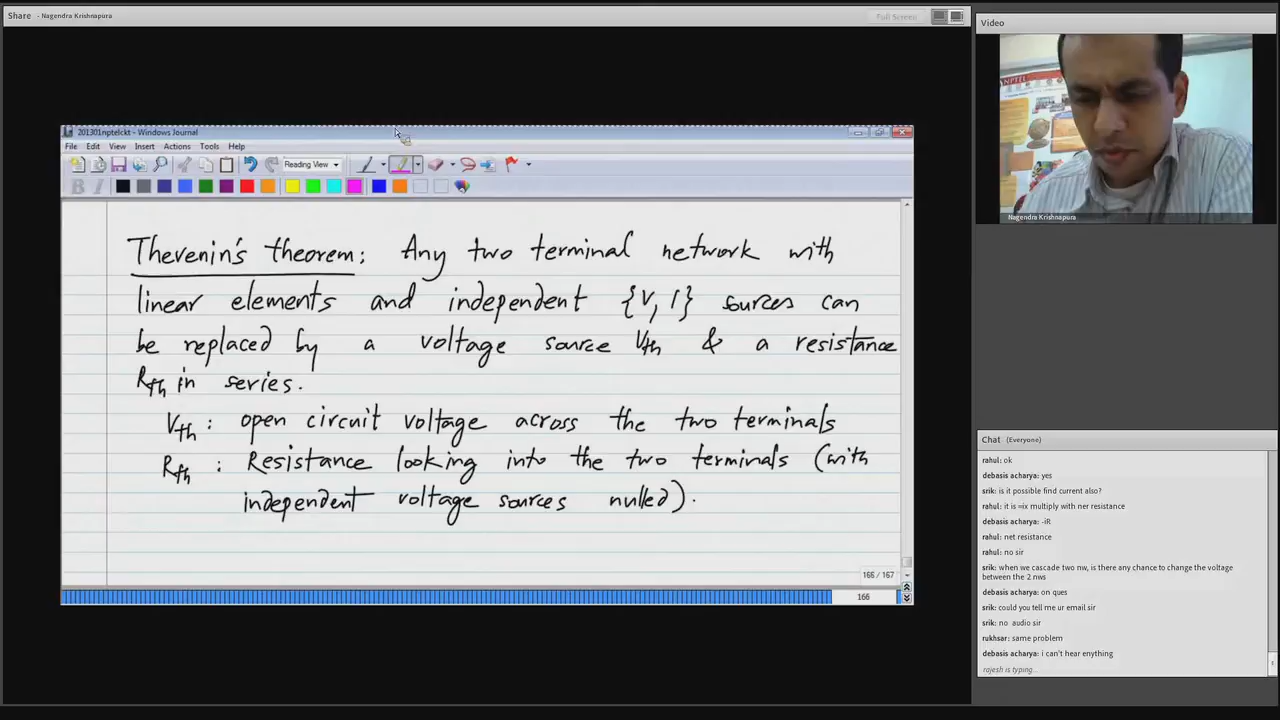 Share - Nagendra Krishnapura
Full Screen
Video
NPTEL
Nagendra Krishnapura
201301nptelckt - Windows Journal
File Edit View Insert Actions Tools Help
Reading View
B I
Thevenin's theorem: Any two terminal network with
linear elements and independent {V, I} sources can
be replaced by a voltage source Vth & a resistance
Rth in series.
Vth : open circuit voltage across the two terminals
Rth : Resistance looking into the two terminals (with
independent voltage sources nulled).
166 / 167
166
Chat (Everyone)
rahul: ok
debasis acharya: yes
srik: is it possible find current also?
rahul: it is =ix multiply with ner resistance
debasis acharya: -iR
rahul: net resistance
rahul: no sir
srik: when we cascade two nw, is there any chance to change the voltage
between the 2 nws
debasis acharya: on ques
srik: could you tell me ur email sir
srik: no audio sir
rukhsar: same problem
debasis acharya: i can't hear enything
rajesh is typing...